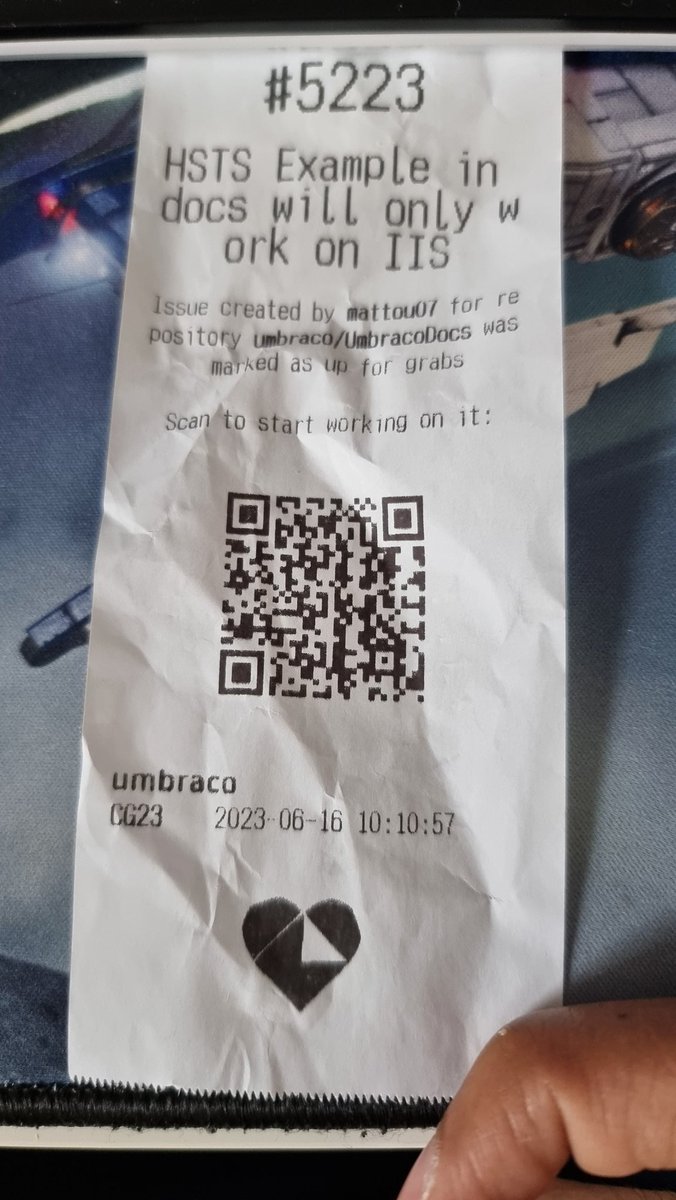 #5223
HSTS Example in
docs will only w
ork on IIS
Issue created by mattou07 for re
pository umbraco/UmbracoDocs was
marked as up for grabs
Scan to start working on it:
umbraco
CG23 2023-06-16 10:10:57